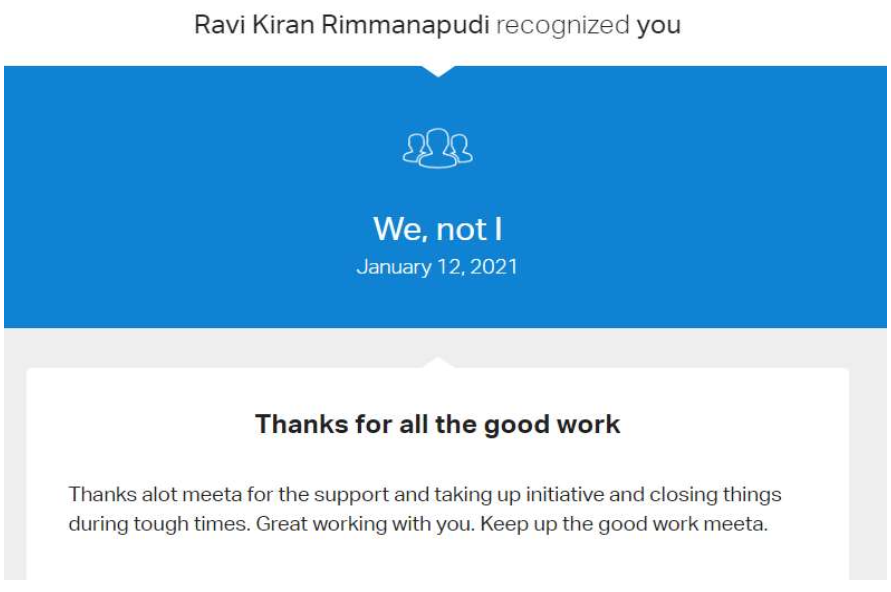 Ravi Kiran Rimmanapudi recognized you
We, not I
January 12, 2021
Thanks for all the good work
Thanks alot meeta for the support and taking up initiative and closing things
during tough times. Great working with you. Keep up the good work meeta.